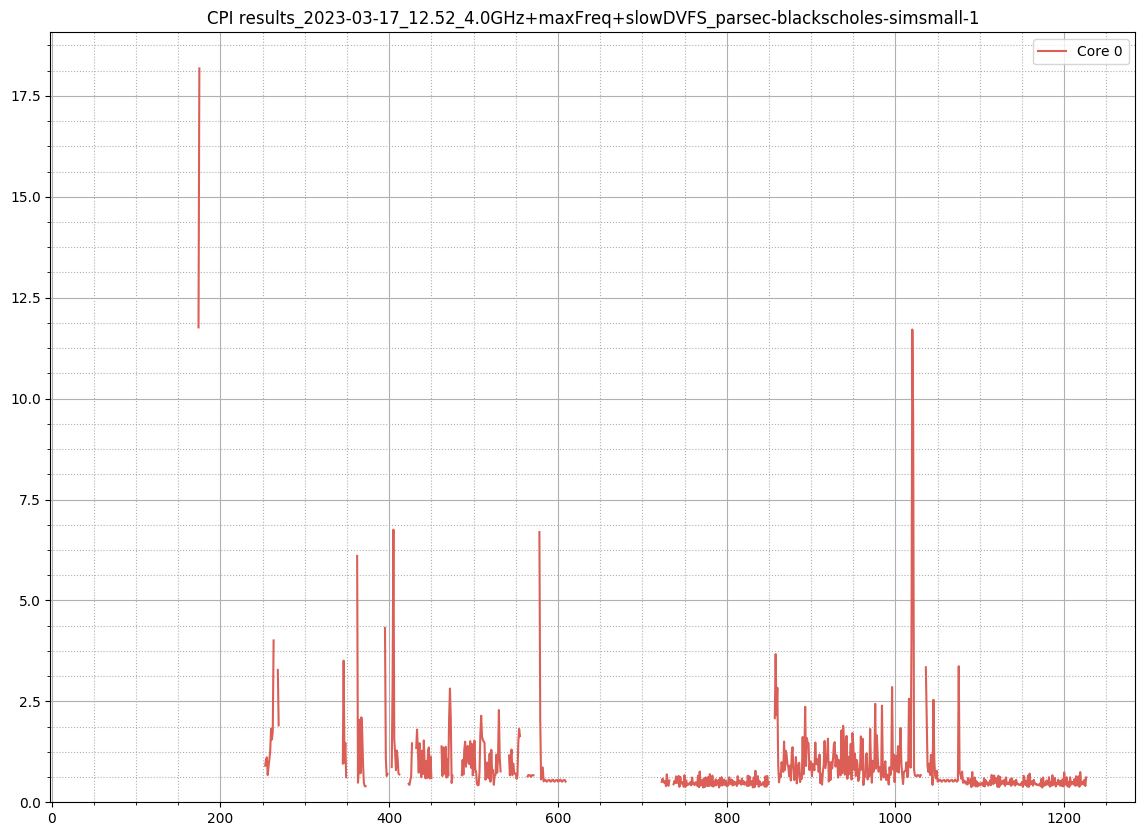 CPI results_2023-03-17_12.52_4.0GHz+maxFreq+slowDVFS_parsec-blackscholes-simsmall-1
Core 0
17.5
15.0
12.5
10.0
7.5
5.0
2.5
0.0
0 200 400 600 800 1000 1200